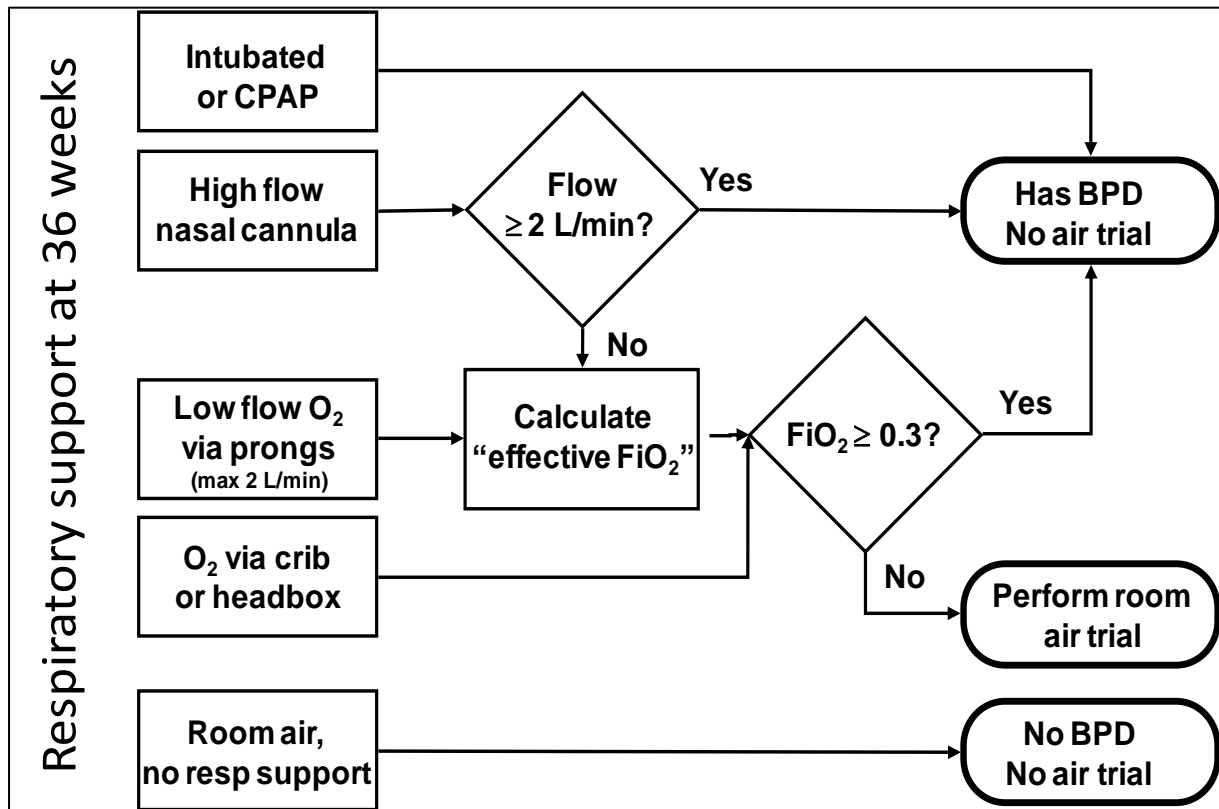 Respiratory support at 36 weeks
Intubated
or CPAP
High flow
nasal cannula
Flow
≥ 2 L/min?
Yes
Has BPD
No air trial
No
Low flow O₂
via prongs
(max 2 L/min)
Calculate
“effective FiO₂”
FiO₂ ≥ 0.3?
Yes
O₂ via crib
or headbox
No
Perform room
air trial
Room air,
no resp support
No BPD
No air trial